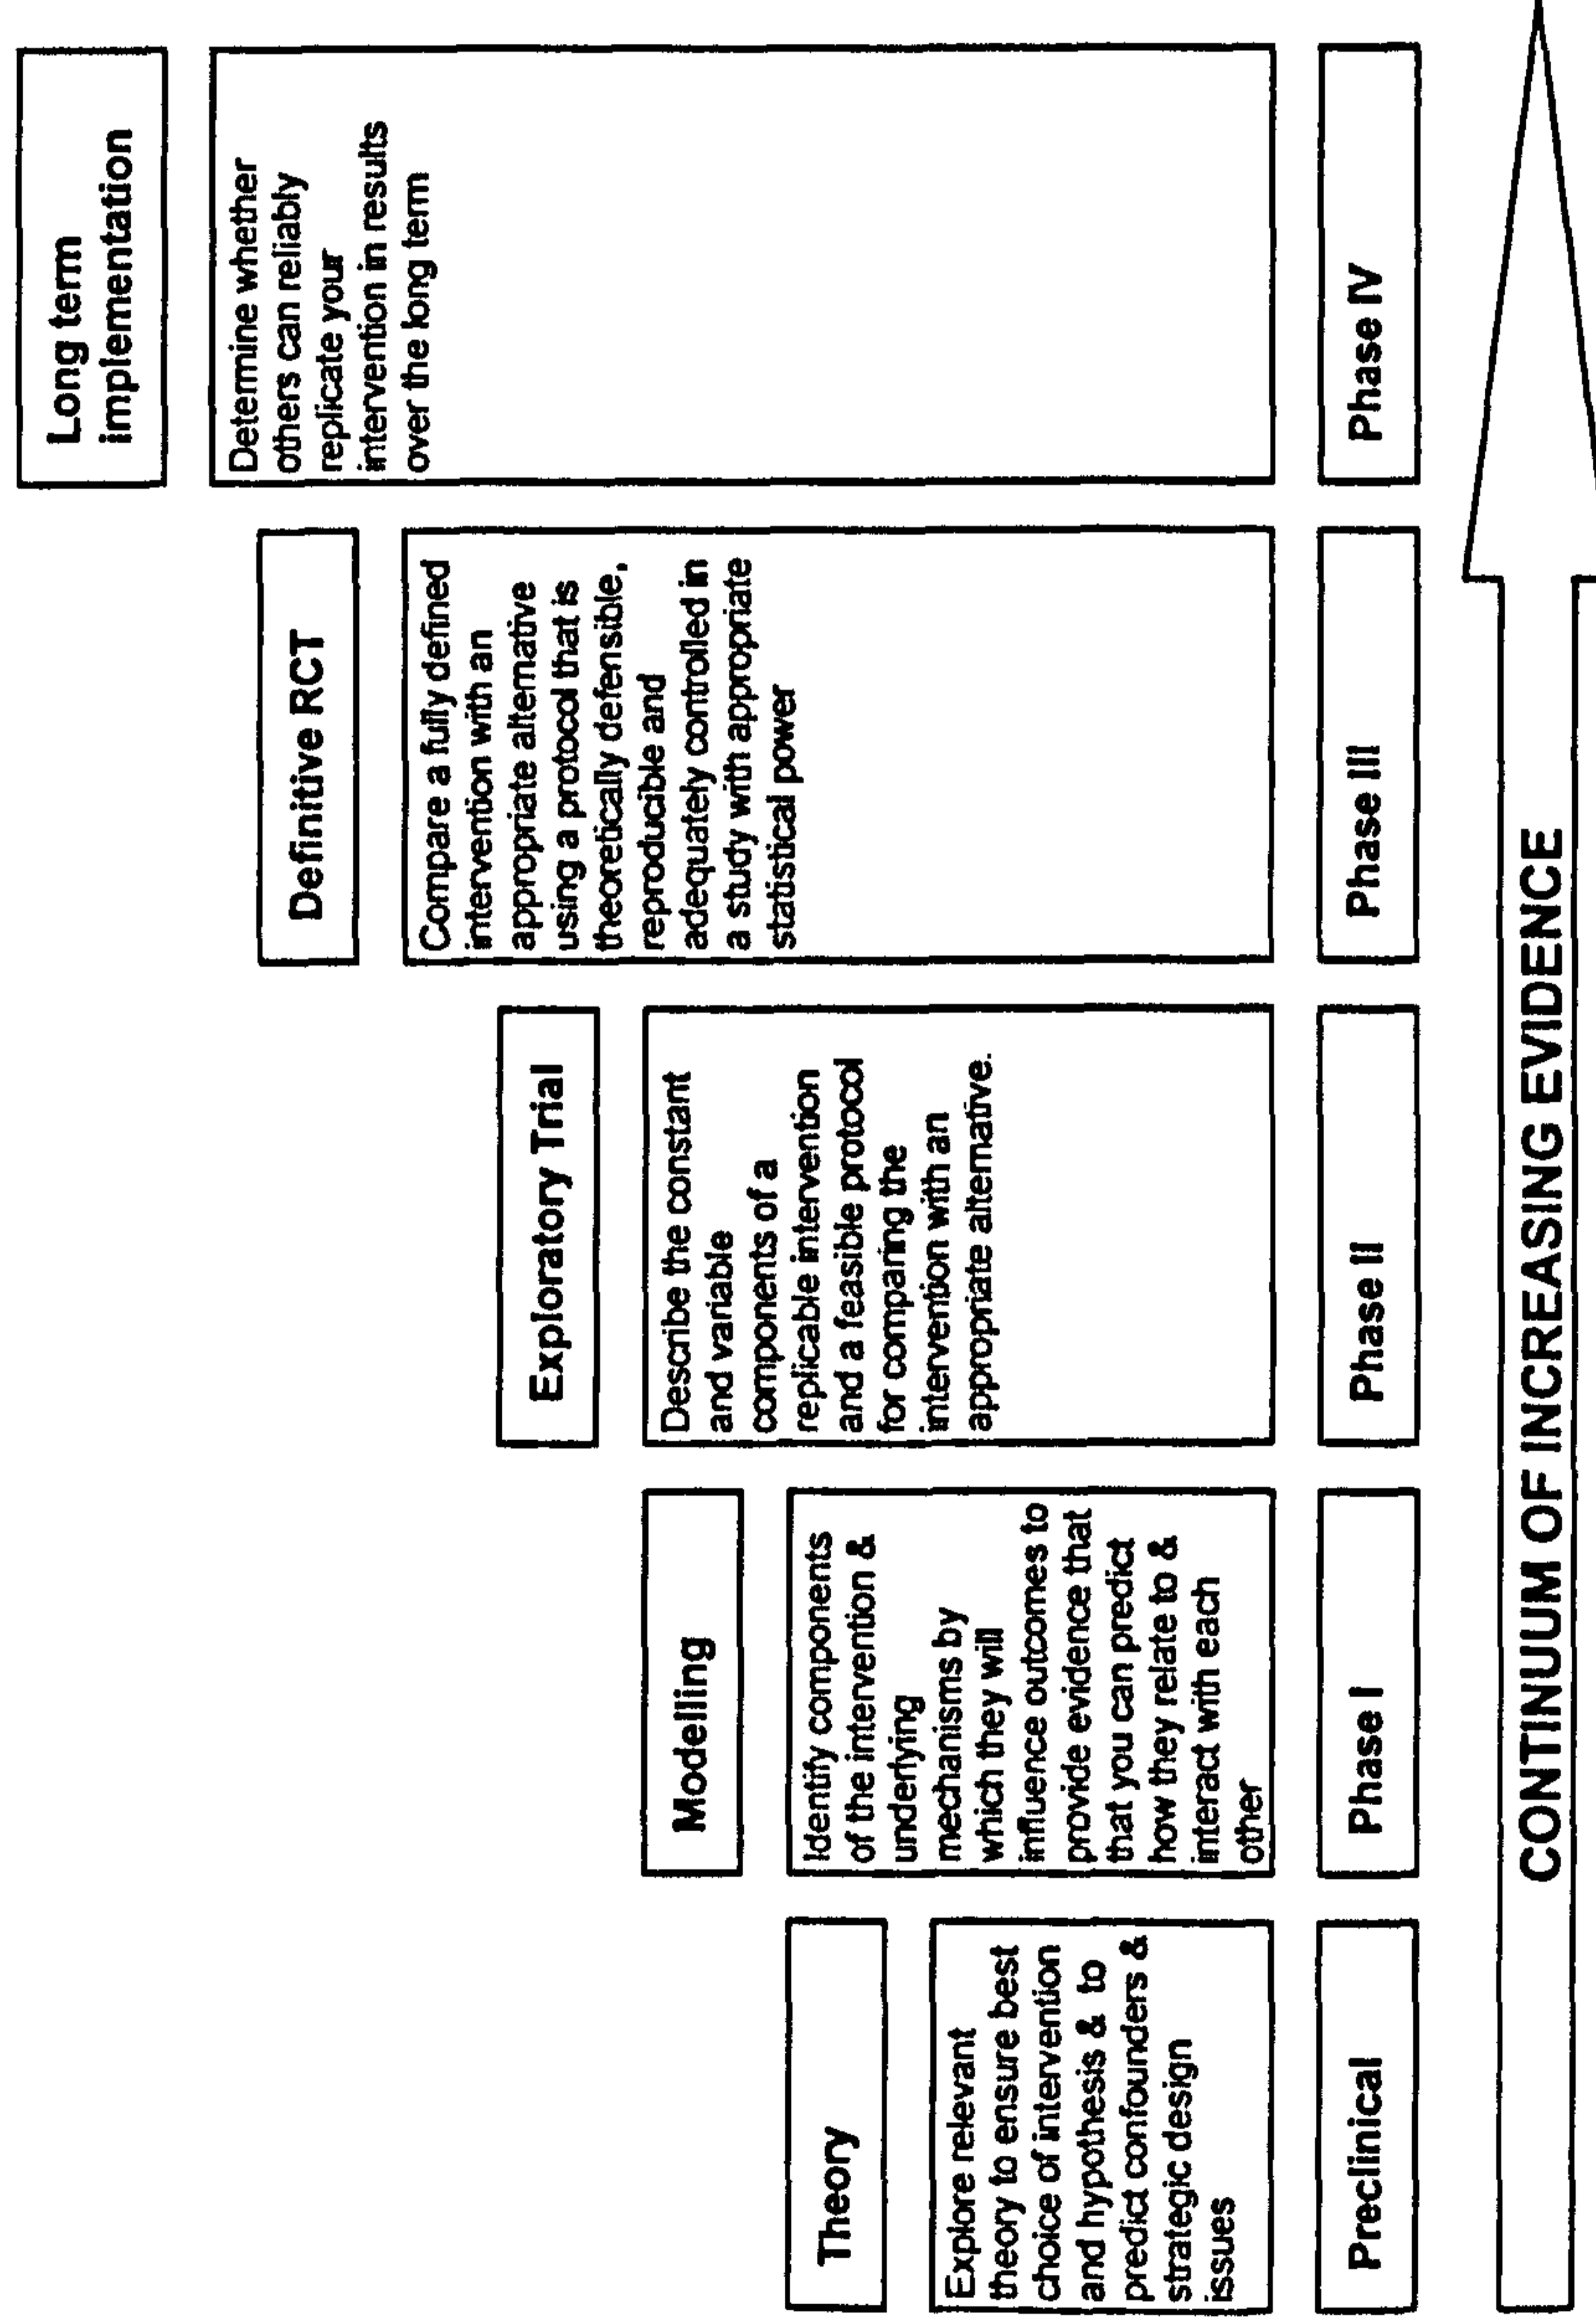 Theory
Explore relevant
theory to ensure best
choice of intervention
and hypothesis & to
predict confounders &
strategic design
issues
Preclinical
Modelling
Identify components
of the intervention &
underlying
mechanisms by
which they will
influence outcomes to
provide evidence that
that you can predict
how they relate to &
interact with each
other
Phase I
Exploratory Trial
Describe the constant
and variable
components of a
replicable intervention
and a feasible protocol
for comparing the
intervention with an
appropriate alternative.
Phase II
Definitive RCT
Compare a fully defined
intervention with an
appropriate alternative
using a protocol that is
theoretically defensible,
reproducible and
adequately controlled in
a study with appropriate
statistical power
Phase III
Long term
implementation
Determine whether
others can reliably
replicate your
intervention in results
over the long term
Phase IV
CONTINUUM OF INCREASING EVIDENCE